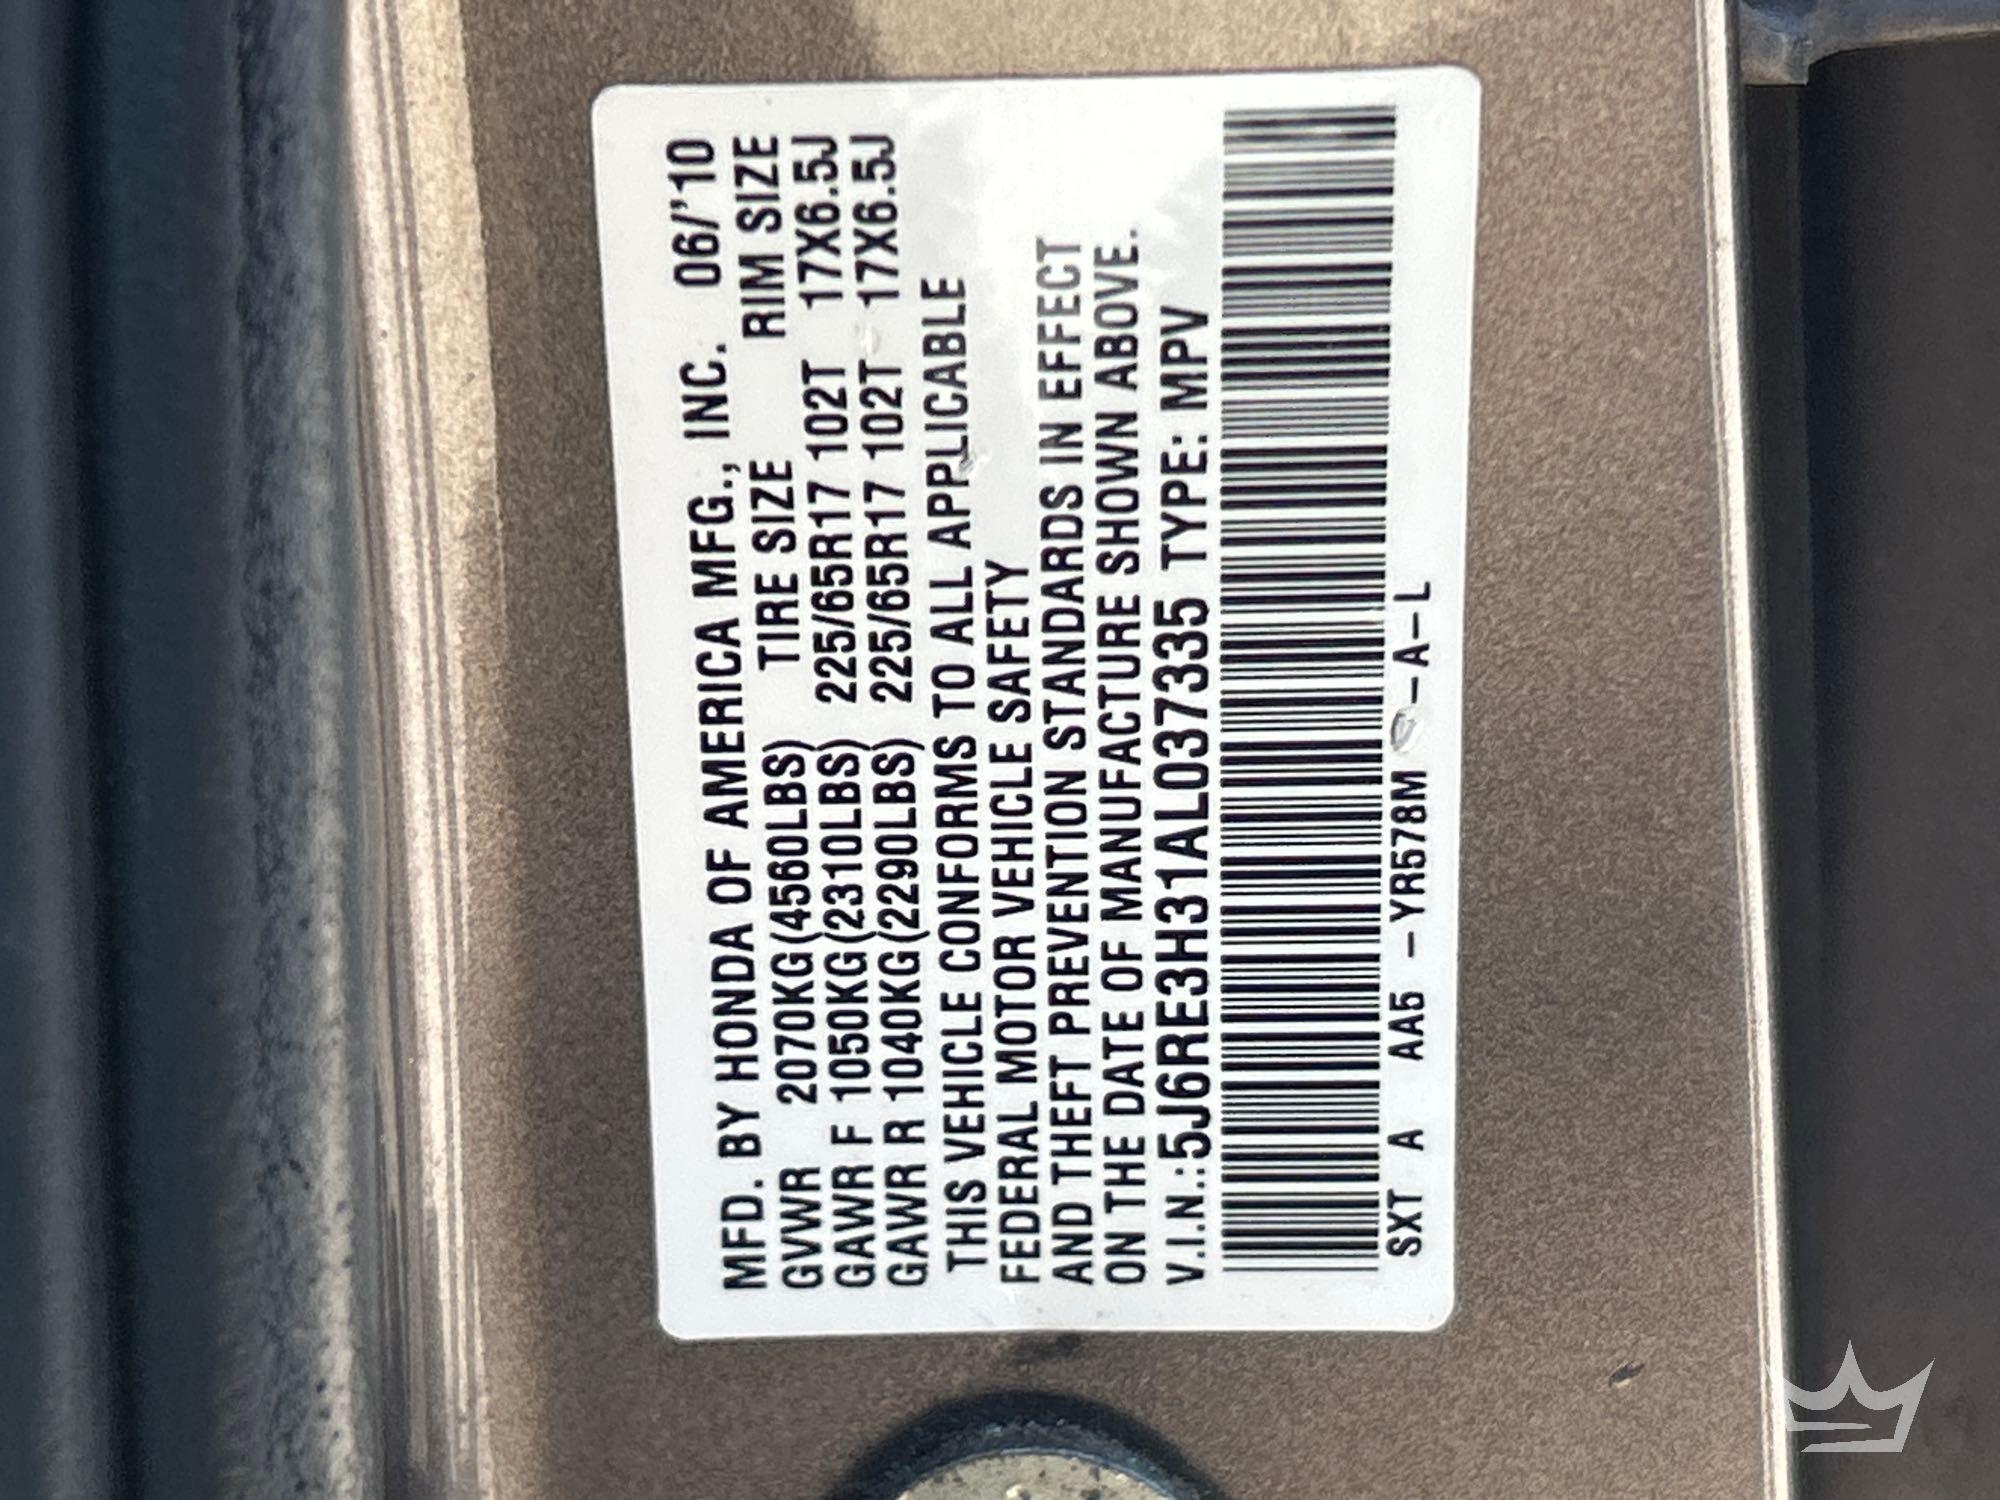 MFD. BY HONDA OF AMERICA MFG., INC. 06/'10
GVWR 2070KG(4560LBS) TIRE SIZE RIM SIZE
GAWR F 1050KG(2310LBS) 225/65R17 102T 17X6.5J
GAWR R 1040KG(2290LBS) 225/65R17 102T 17X6.5J
THIS VEHICLE CONFORMS TO ALL APPLICABLE
FEDERAL MOTOR VEHICLE SAFETY
AND THEFT PREVENTION STANDARDS IN EFFECT
ON THE DATE OF MANUFACTURE SHOWN ABOVE.
V.I.N.:5J6RE3H31AL037335 TYPE: MPV
SXT A AA5 -YR578M -A-L